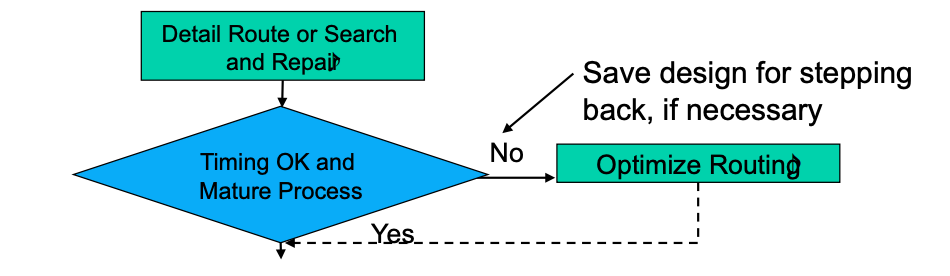 Detail Route or Search
and Repair
Save design for stepping
back, if necessary
No
Timing OK and
Mature Process
Optimize Routing
Yes